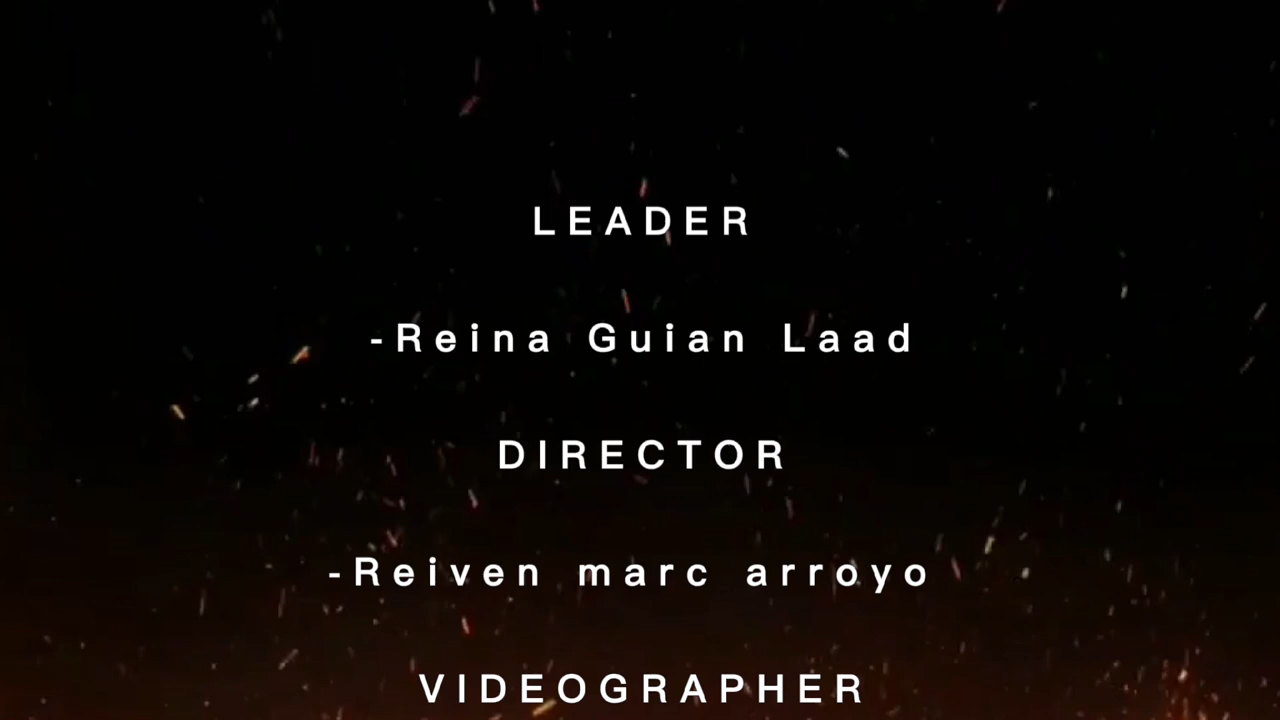 LEADER
-Reina Guian Laad
DIRECTOR
-Reiven marc arroyo
VIDEOGRAPHER